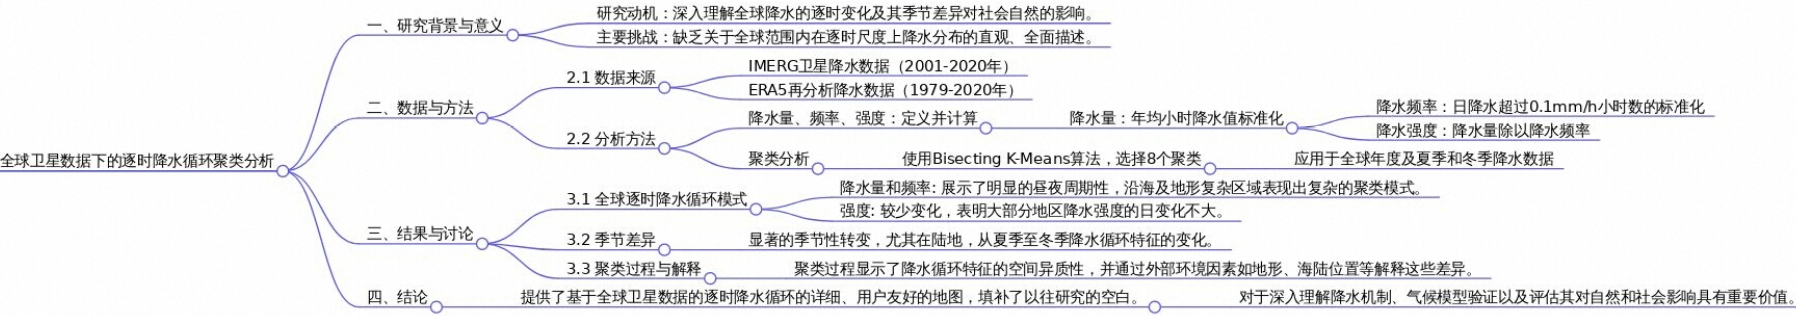 全球卫星数据下的逐时降水循环聚类分析
一、研究背景与意义
研究动机：深入理解全球降水的逐时变化及其季节差异对社会自然的影响。
主要挑战：缺乏关于全球范围内在逐时尺度上降水分布的直观、全面描述。
二、数据与方法
2.1 数据来源
IMERG卫星降水数据（2001-2020年）
ERA5再分析降水数据（1979-2020年）
2.2 分析方法
降水量、频率、强度：定义并计算
降水量：年均小时降水值标准化
降水频率：日降水超过0.1mm/h小时数的标准化
降水强度：降水量除以降水频率
聚类分析
使用Bisecting K-Means算法，选择8个聚类
应用于全球年度及夏季和冬季降水数据
三、结果与讨论
3.1 全球逐时降水循环模式
降水量和频率: 展示了明显的昼夜周期性，沿海及地形复杂区域表现出复杂的聚类模式。
强度: 较少变化，表明大部分地区降水强度的日变化不大。
3.2 季节差异
显著的季节性转变，尤其在陆地，从夏季至冬季降水循环特征的变化。
3.3 聚类过程与解释
聚类过程显示了降水循环特征的空间异质性，并通过外部环境因素如地形、海陆位置等解释这些差异。
四、结论
提供了基于全球卫星数据的逐时降水循环的详细、用户友好的地图，填补了以往研究的空白。
对于深入理解降水机制、气候模型验证以及评估其对自然和社会影响具有重要价值。